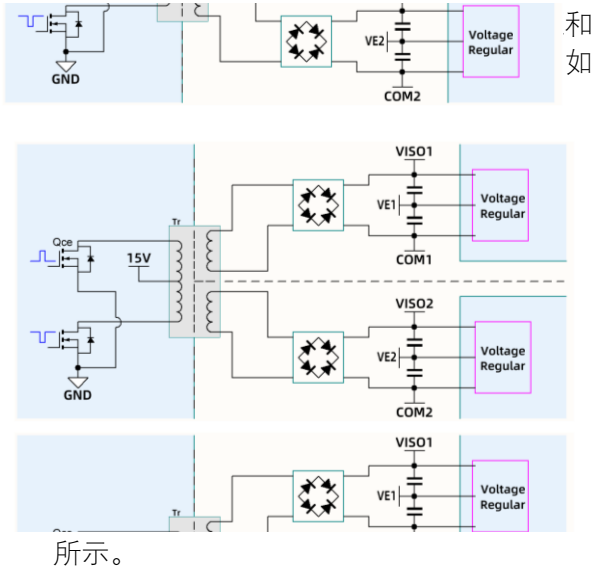 和
VE2
Voltage
Regular
如
GND
COM2
VISO1
Tr
VE1
Voltage
Regular
Qce
15V
COM1
VISO2
VE2
Voltage
Regular
GND
COM2
VISO1
VE1
Voltage
Regular
Tr
所示。